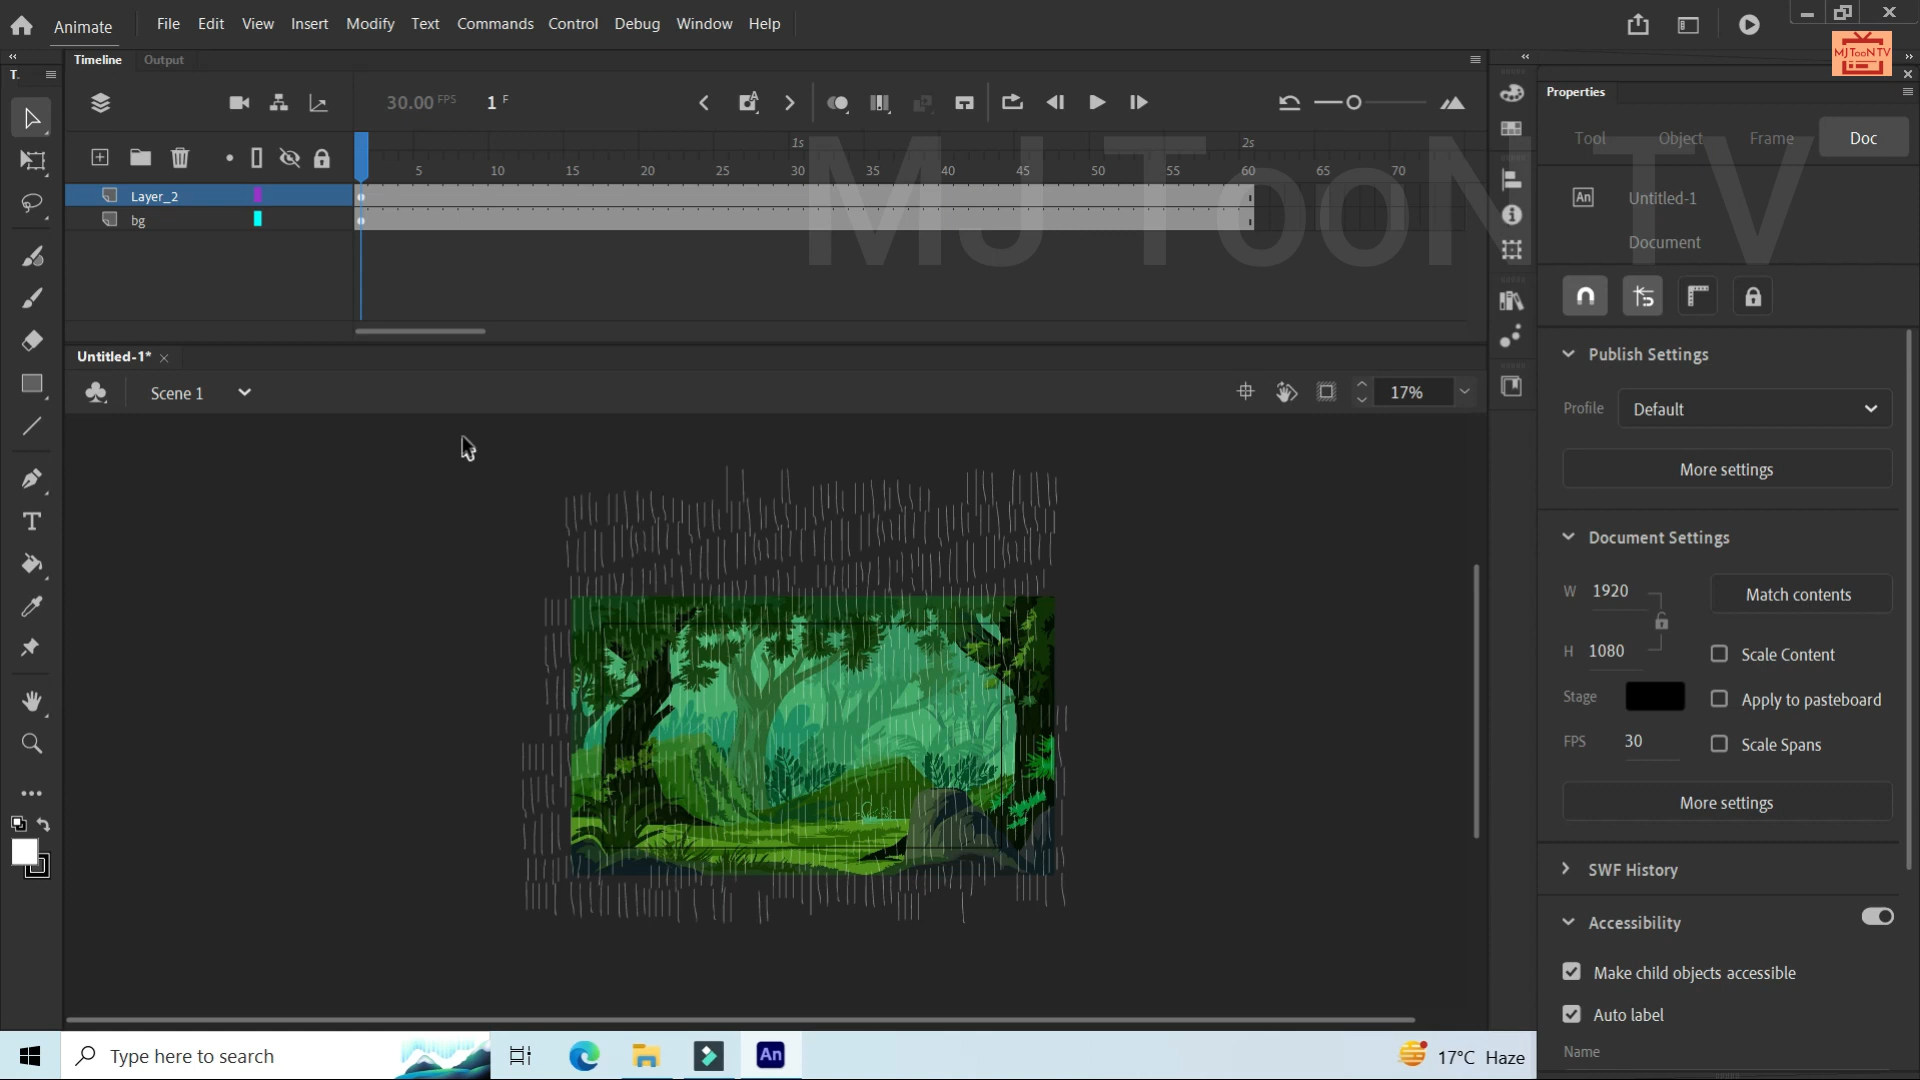 Animate
File Edit View Insert Modify Text Commands Control Debug Window Help
MJ TOONTV
Timeline Output
T.
Properties
30.00 FPS 1 F
Tool Object Frame Doc
1s 2s
5 10 15 20 25 30 35 40 45 50 55 60 65 70
Layer_2
bg
MJ TooN TV
An Untitled-1
Document
Untitled-1*
Scene 1
17%
Publish Settings
Profile Default
More settings
Document Settings
W 1920
Match contents
H 1080
Scale Content
Stage
Apply to pasteboard
FPS 30
Scale Spans
More settings
SWF History
Accessibility
Make child objects accessible
Auto label
Name
Type here to search
An
17°C Haze